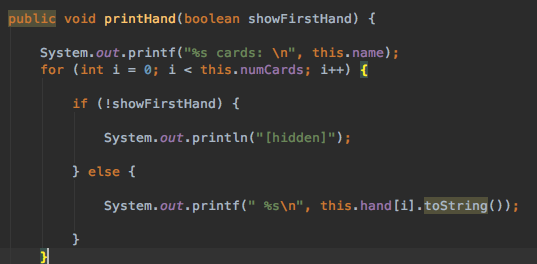 public void printHand(boolean showFirstHand) {
System.out.printf("%s cards: \n", this.name);
for (int i = 0; i < this.numCards; i++) {
if (!showFirstHand) {
System.out.println("[hidden]");
} else {
System.out.printf(" %s\n", this.hand[i].toString());
}
}